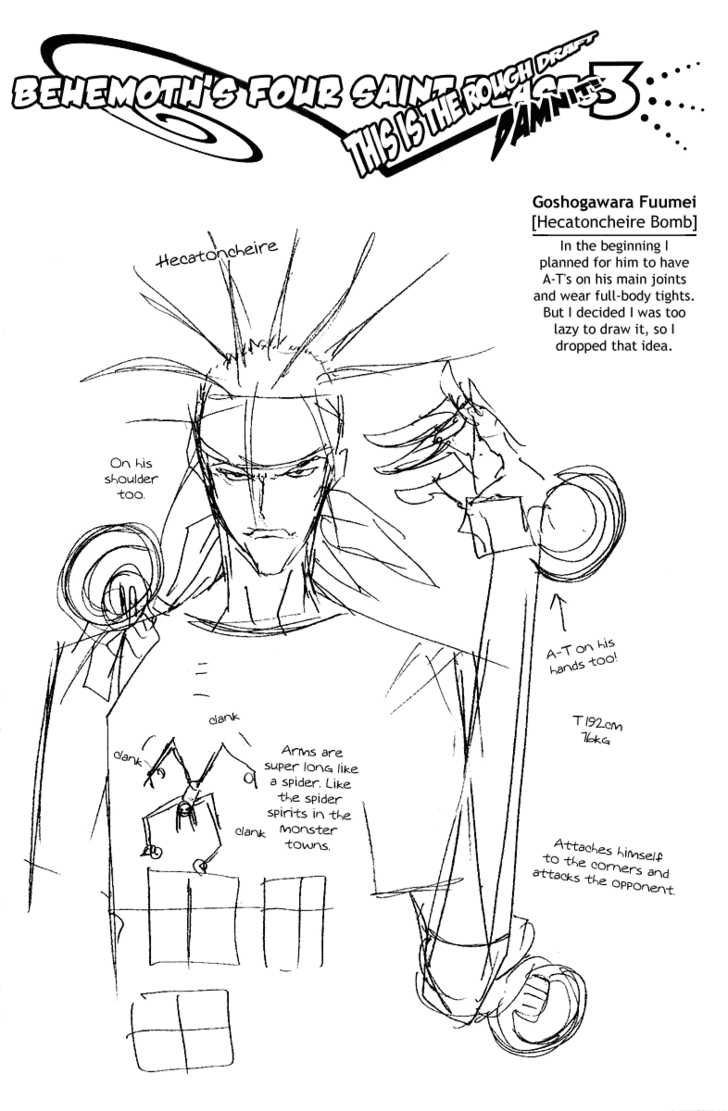 BEHEMOTH'S FOUR SAINT 3
THIS IS THE ROUGH DRAFT
DAMNIT!!
Goshogawara Fuumei
[Hecatoncheire Bomb]
In the beginning I
planned for him to have
A-T's on his main joints
and wear full-body tights.
But I decided I was too
lazy to draw it, so I
dropped that idea.
Hecatoncheire
On his
shoulder
too.
A-T on his
hands too!
T192cm
76KG
clank
clank
clank
Arms are
super long like
a spider. Like
the spider
spirits in the
monster
towns.
Attaches himself
to the corners and
attacks the opponent.